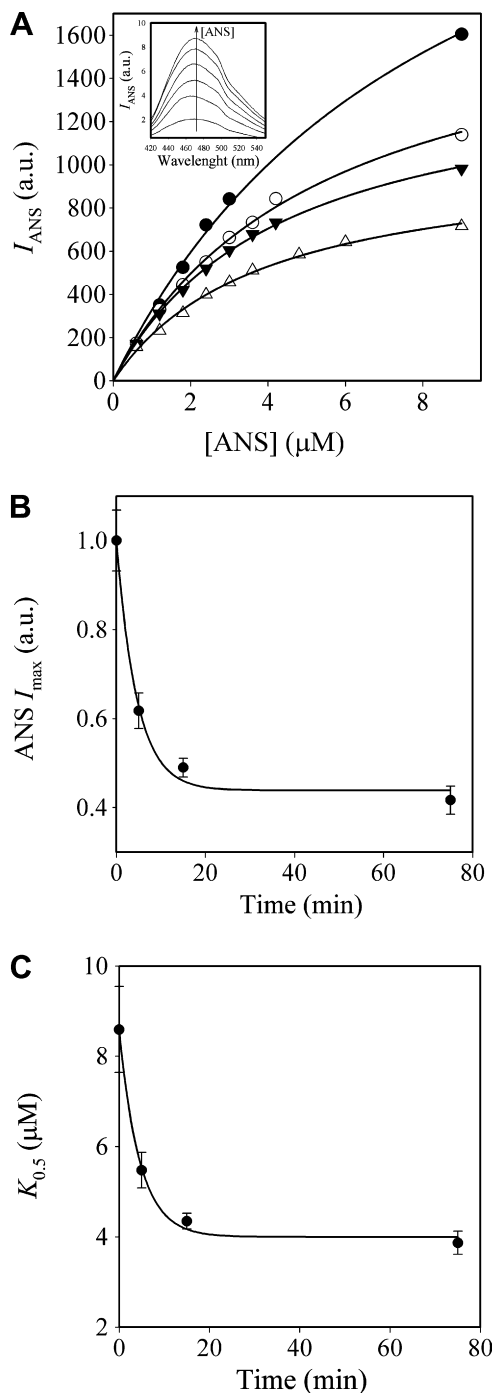 A
1600
1400
1200
1000
800
600
400
200
0
I_ANS (a.u.)
0 2 4 6 8
[ANS] (µM)
[ANS]
10
8
6
4
2
I_ANS (a.u.)
420 440 460 480 500 520 540
Wavelenght (nm)
B
1.0
0.8
0.6
0.4
ANS I_max (a.u.)
0 20 40 60 80
Time (min)
C
10
8
6
4
2
K_0.5 (µM)
0 20 40 60 80
Time (min)